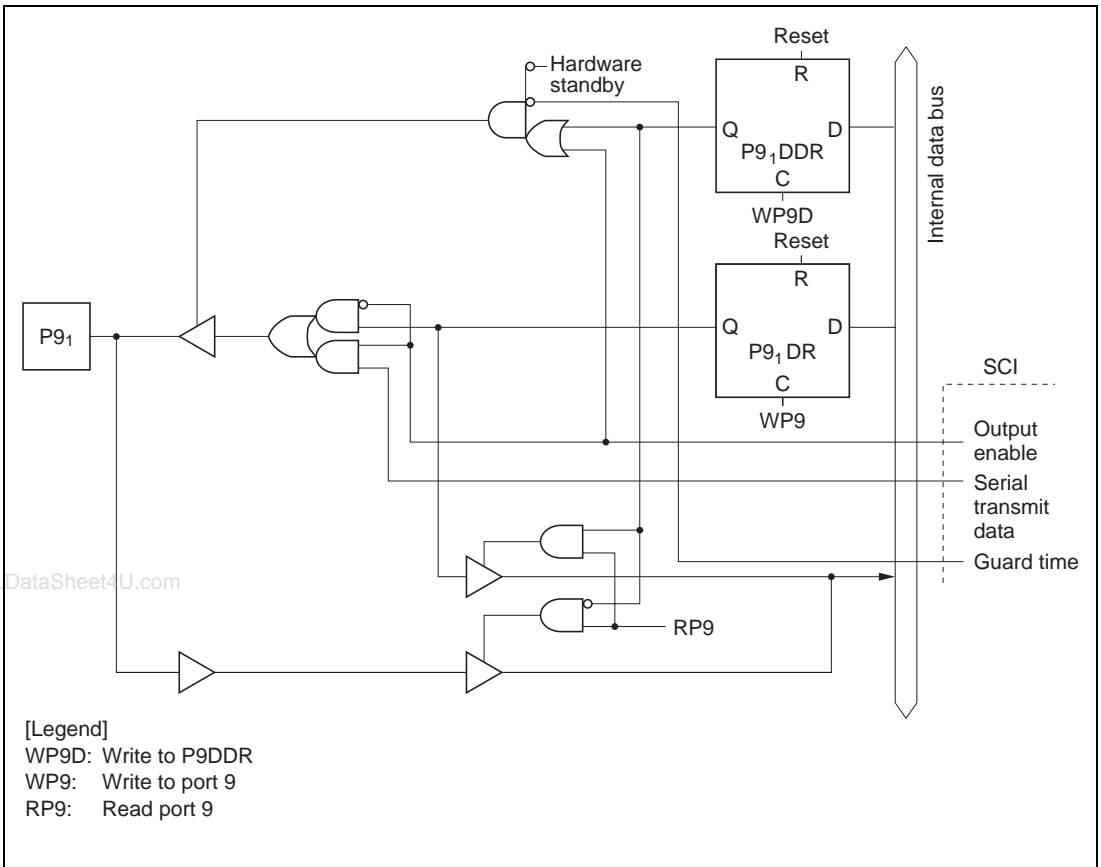 Reset
Hardware
standby
R
Q
D
P9₁DDR
C
WP9D
Internal data bus
Reset
R
Q
D
P9₁DR
C
WP9
P9₁
SCI
Output
enable
Serial
transmit
data
Guard time
DataSheet4U.com
RP9
[Legend]
WP9D: Write to P9DDR
WP9: Write to port 9
RP9: Read port 9